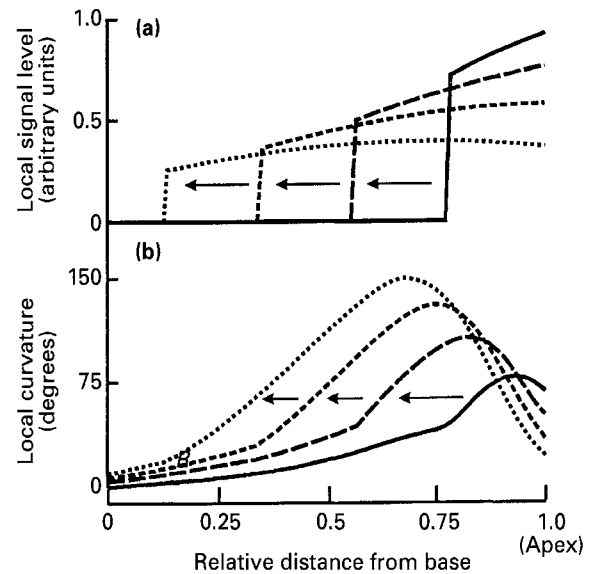 (a)
Local signal level
(arbitrary units)
1.0
0.5
0
(b)
Local curvature
(degrees)
150
75
0
0
0.25
0.5
0.75
1.0
(Apex)
Relative distance from base